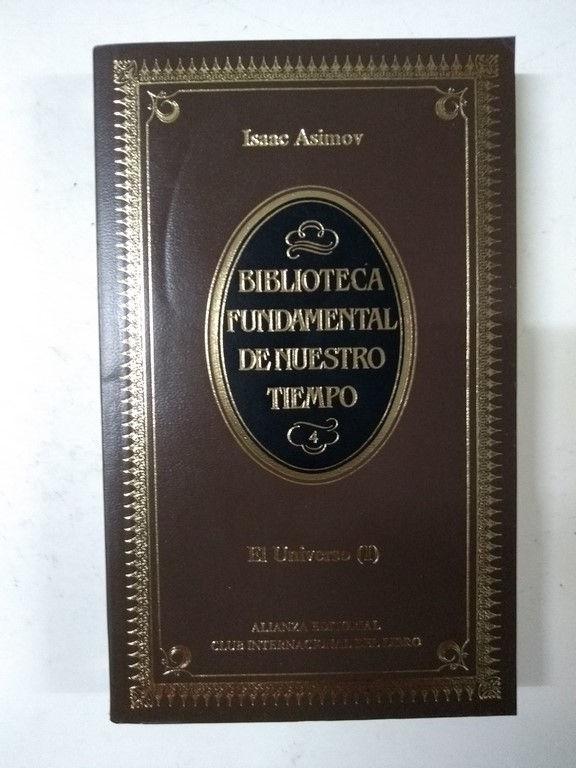 Isaac Asimov
BIBLIOTECA
FUNDAMENTAL
DE NUESTRO
TIEMPO
4
El Universo (I)
ALIANZA EDITORIAL
CLUB INTERNACIONAL DEL LIBRO